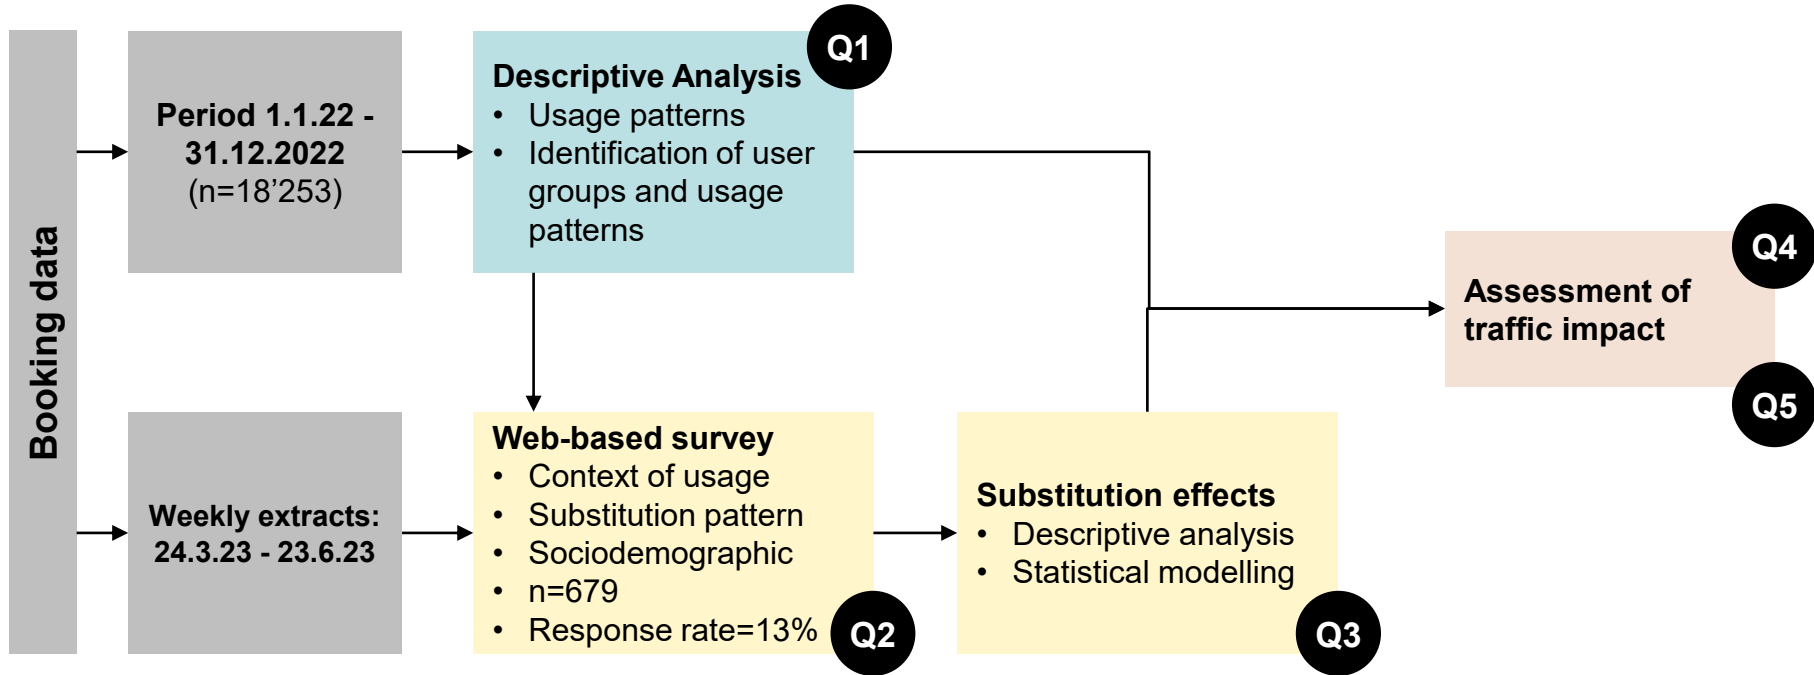 Booking data
Period 1.1.22 -
31.12.2022
(n=18’253)
Descriptive Analysis
• Usage patterns
• Identification of user
groups and usage
patterns
Q1
Weekly extracts:
24.3.23 - 23.6.23
Web-based survey
• Context of usage
• Substitution pattern
• Sociodemographic
• n=679
• Response rate=13%
Q2
Substitution effects
• Descriptive analysis
• Statistical modelling
Q3
Assessment of
traffic impact
Q4
Q5